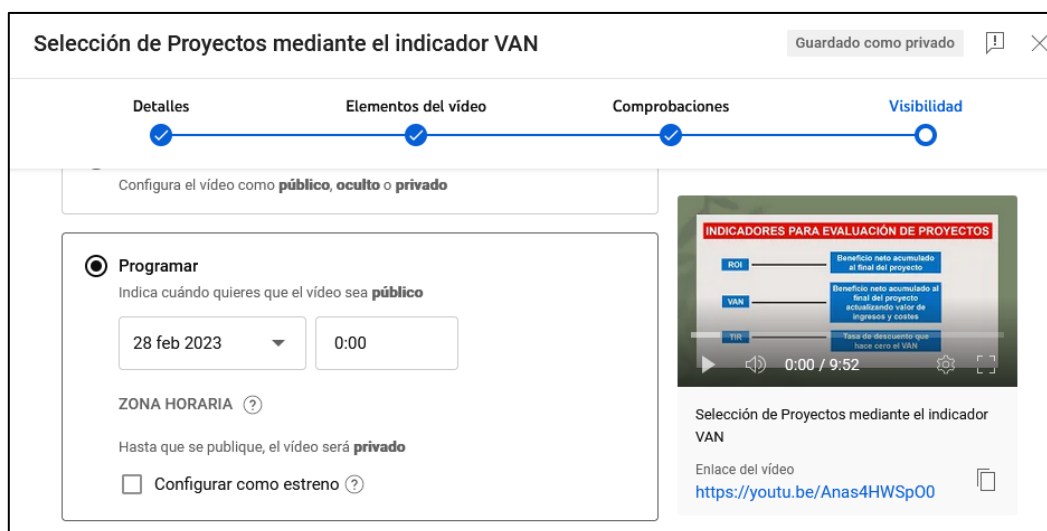 Selección de Proyectos mediante el indicador VAN
Guardado como privado
Detalles
Elementos del vídeo
Comprobaciones
Visibilidad
Configura el vídeo como público, oculto o privado
Programar
Indica cuándo quieres que el vídeo sea público
28 feb 2023
0:00
ZONA HORARIA
Hasta que se publique, el vídeo será privado
Configurar como estreno
INDICADORES PARA EVALUACIÓN DE PROYECTOS
ROI
Beneficio neto acumulado
al final del proyecto
VAN
Beneficio neto acumulado al
final del proyecto
actualizando valor de
ingresos y costes
TIR
Tasa de descuento que
hace cero el VAN
0:00 / 9:52
Selección de Proyectos mediante el indicador
VAN
Enlace del vídeo
https://youtu.be/Anas4HWSpO0